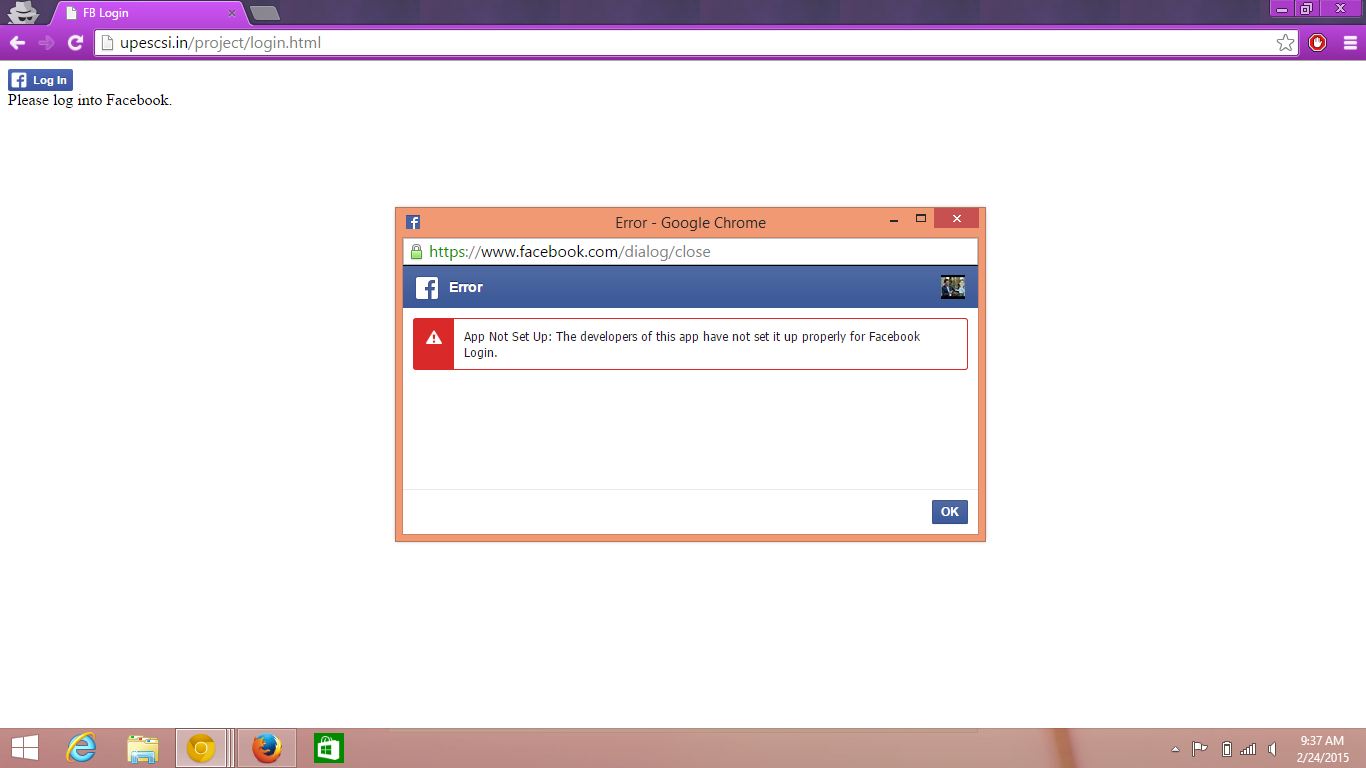 FB Login
upescsi.in/project/login.html
Log In
Please log into Facebook.
Error - Google Chrome
https://www.facebook.com/dialog/close
Error
App Not Set Up: The developers of this app have not set it up properly for Facebook
Login.
OK
9:37 AM
2/24/2015